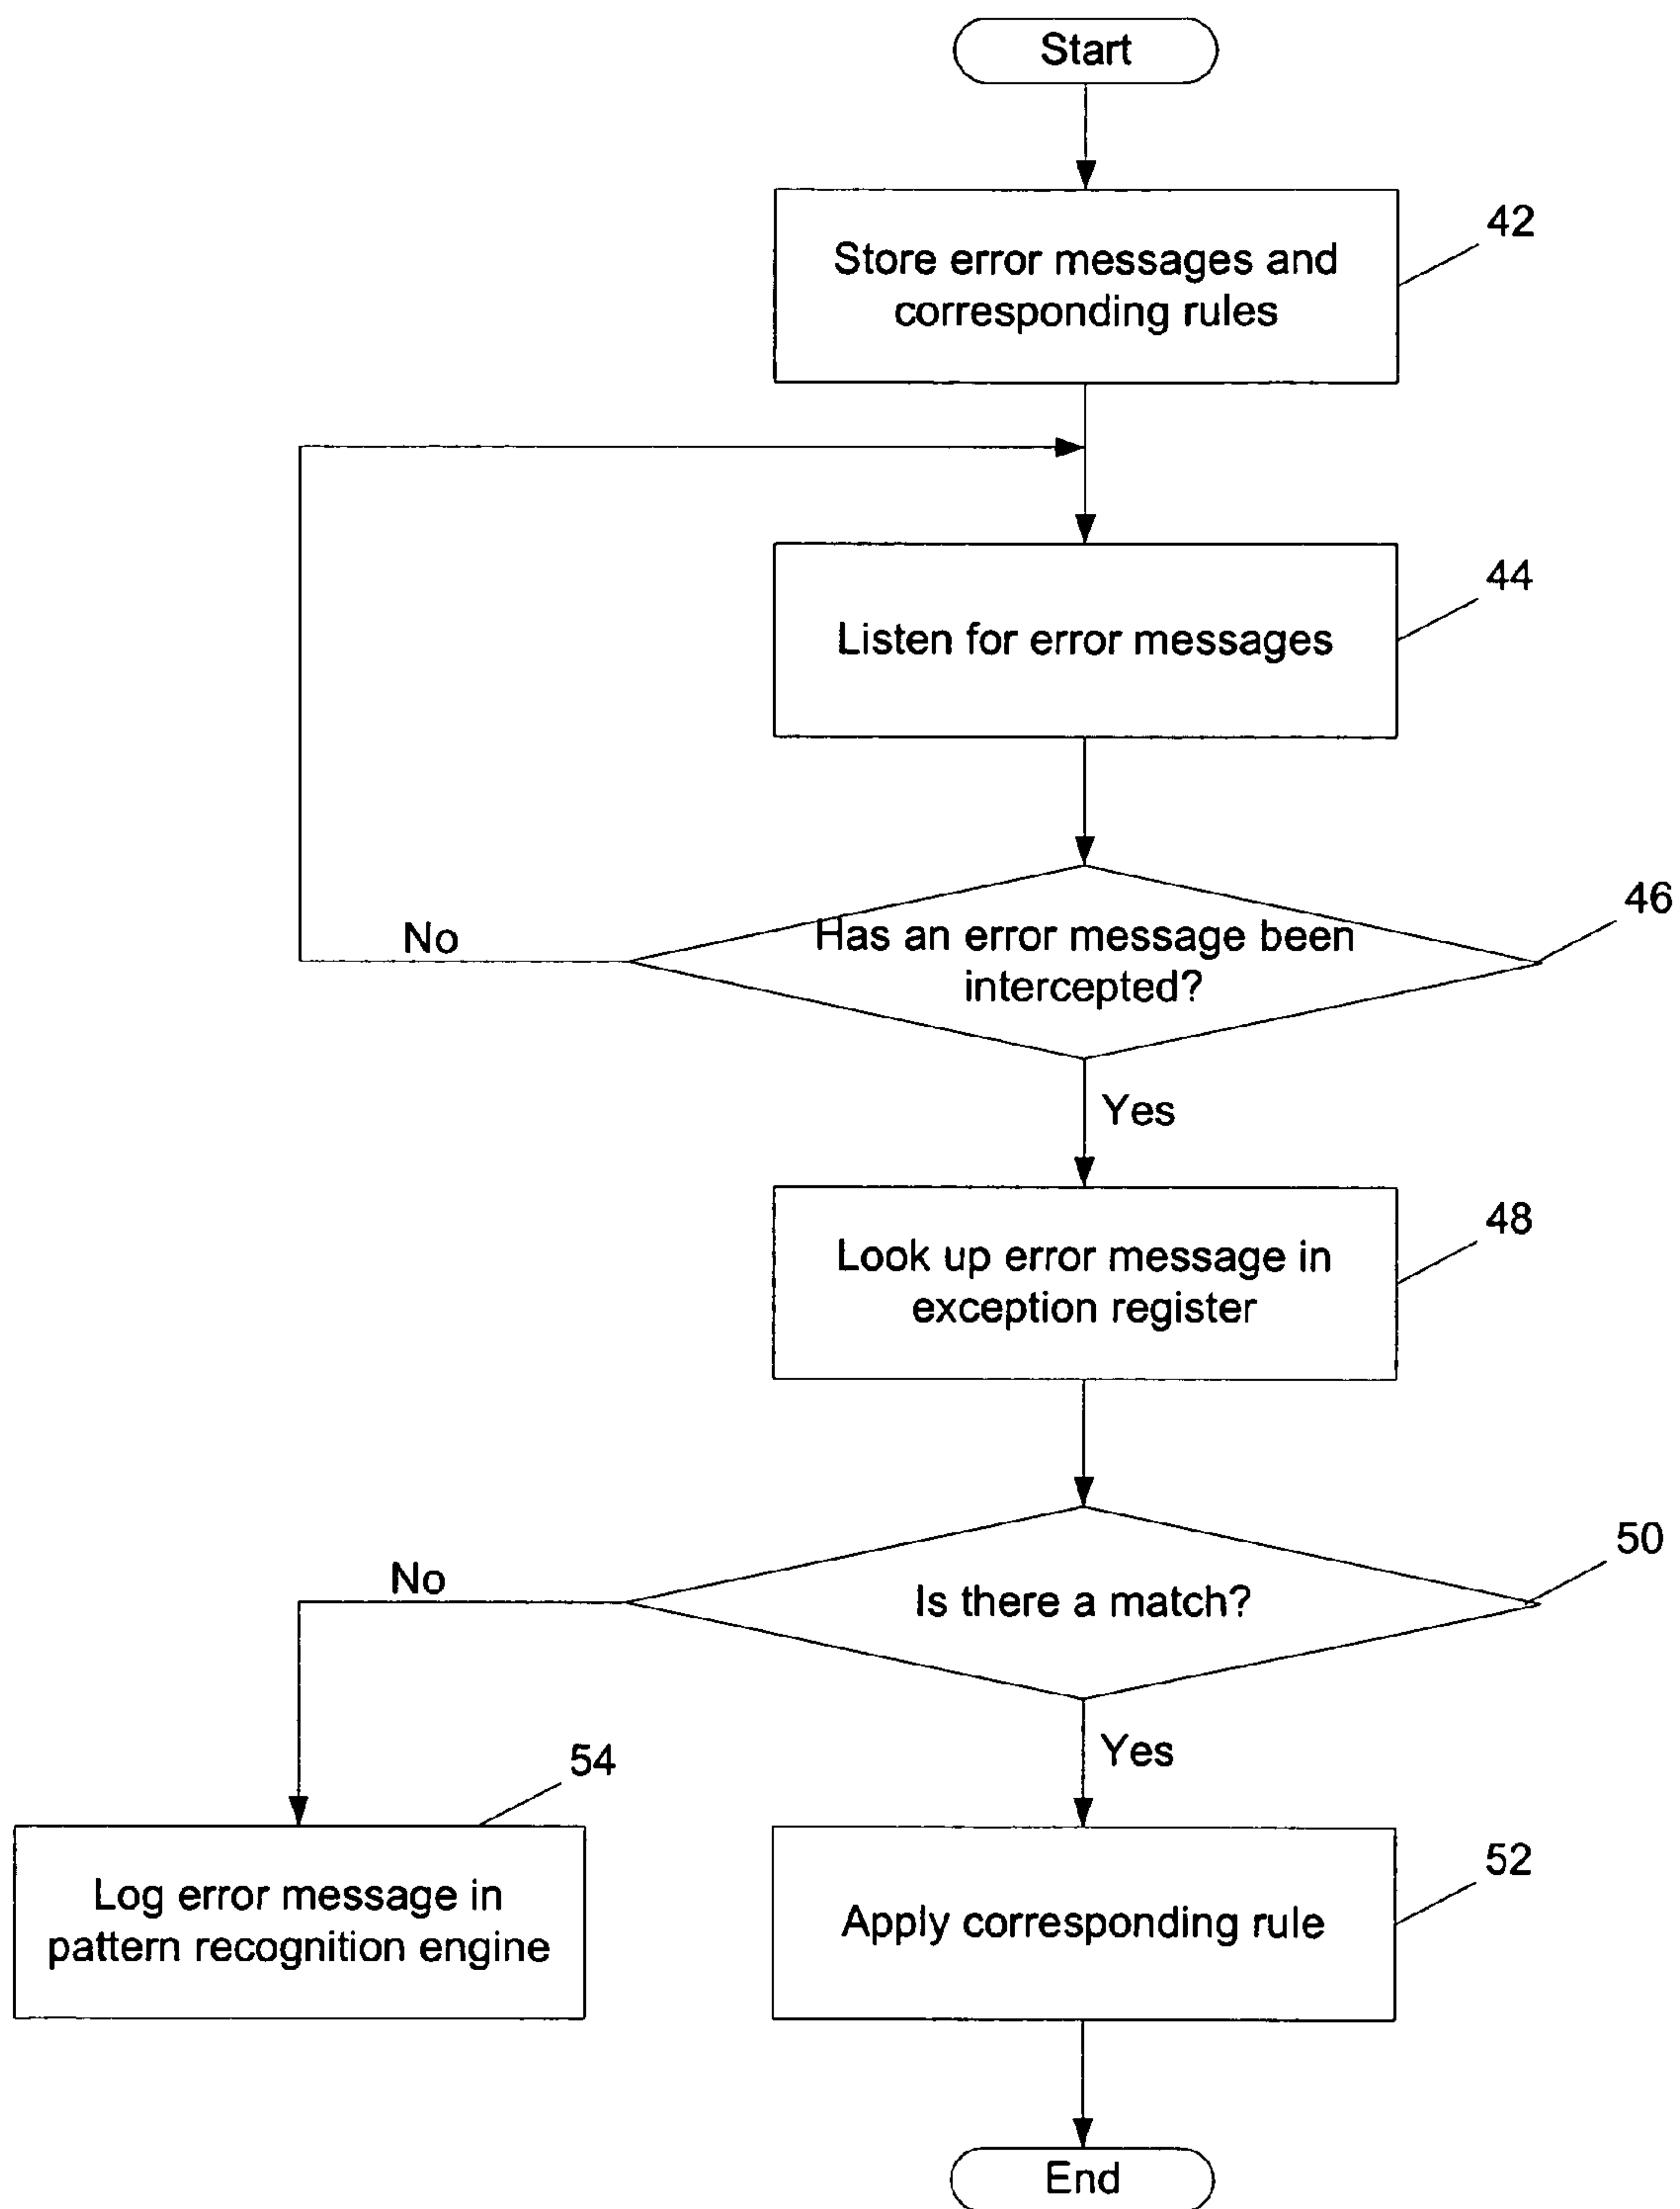 Start
Store error messages and
corresponding rules
42
Listen for error messages
44
Has an error message been
intercepted?
46
No
Yes
Look up error message in
exception register
48
Is there a match?
50
No
Yes
Log error message in
pattern recognition engine
54
Apply corresponding rule
52
End